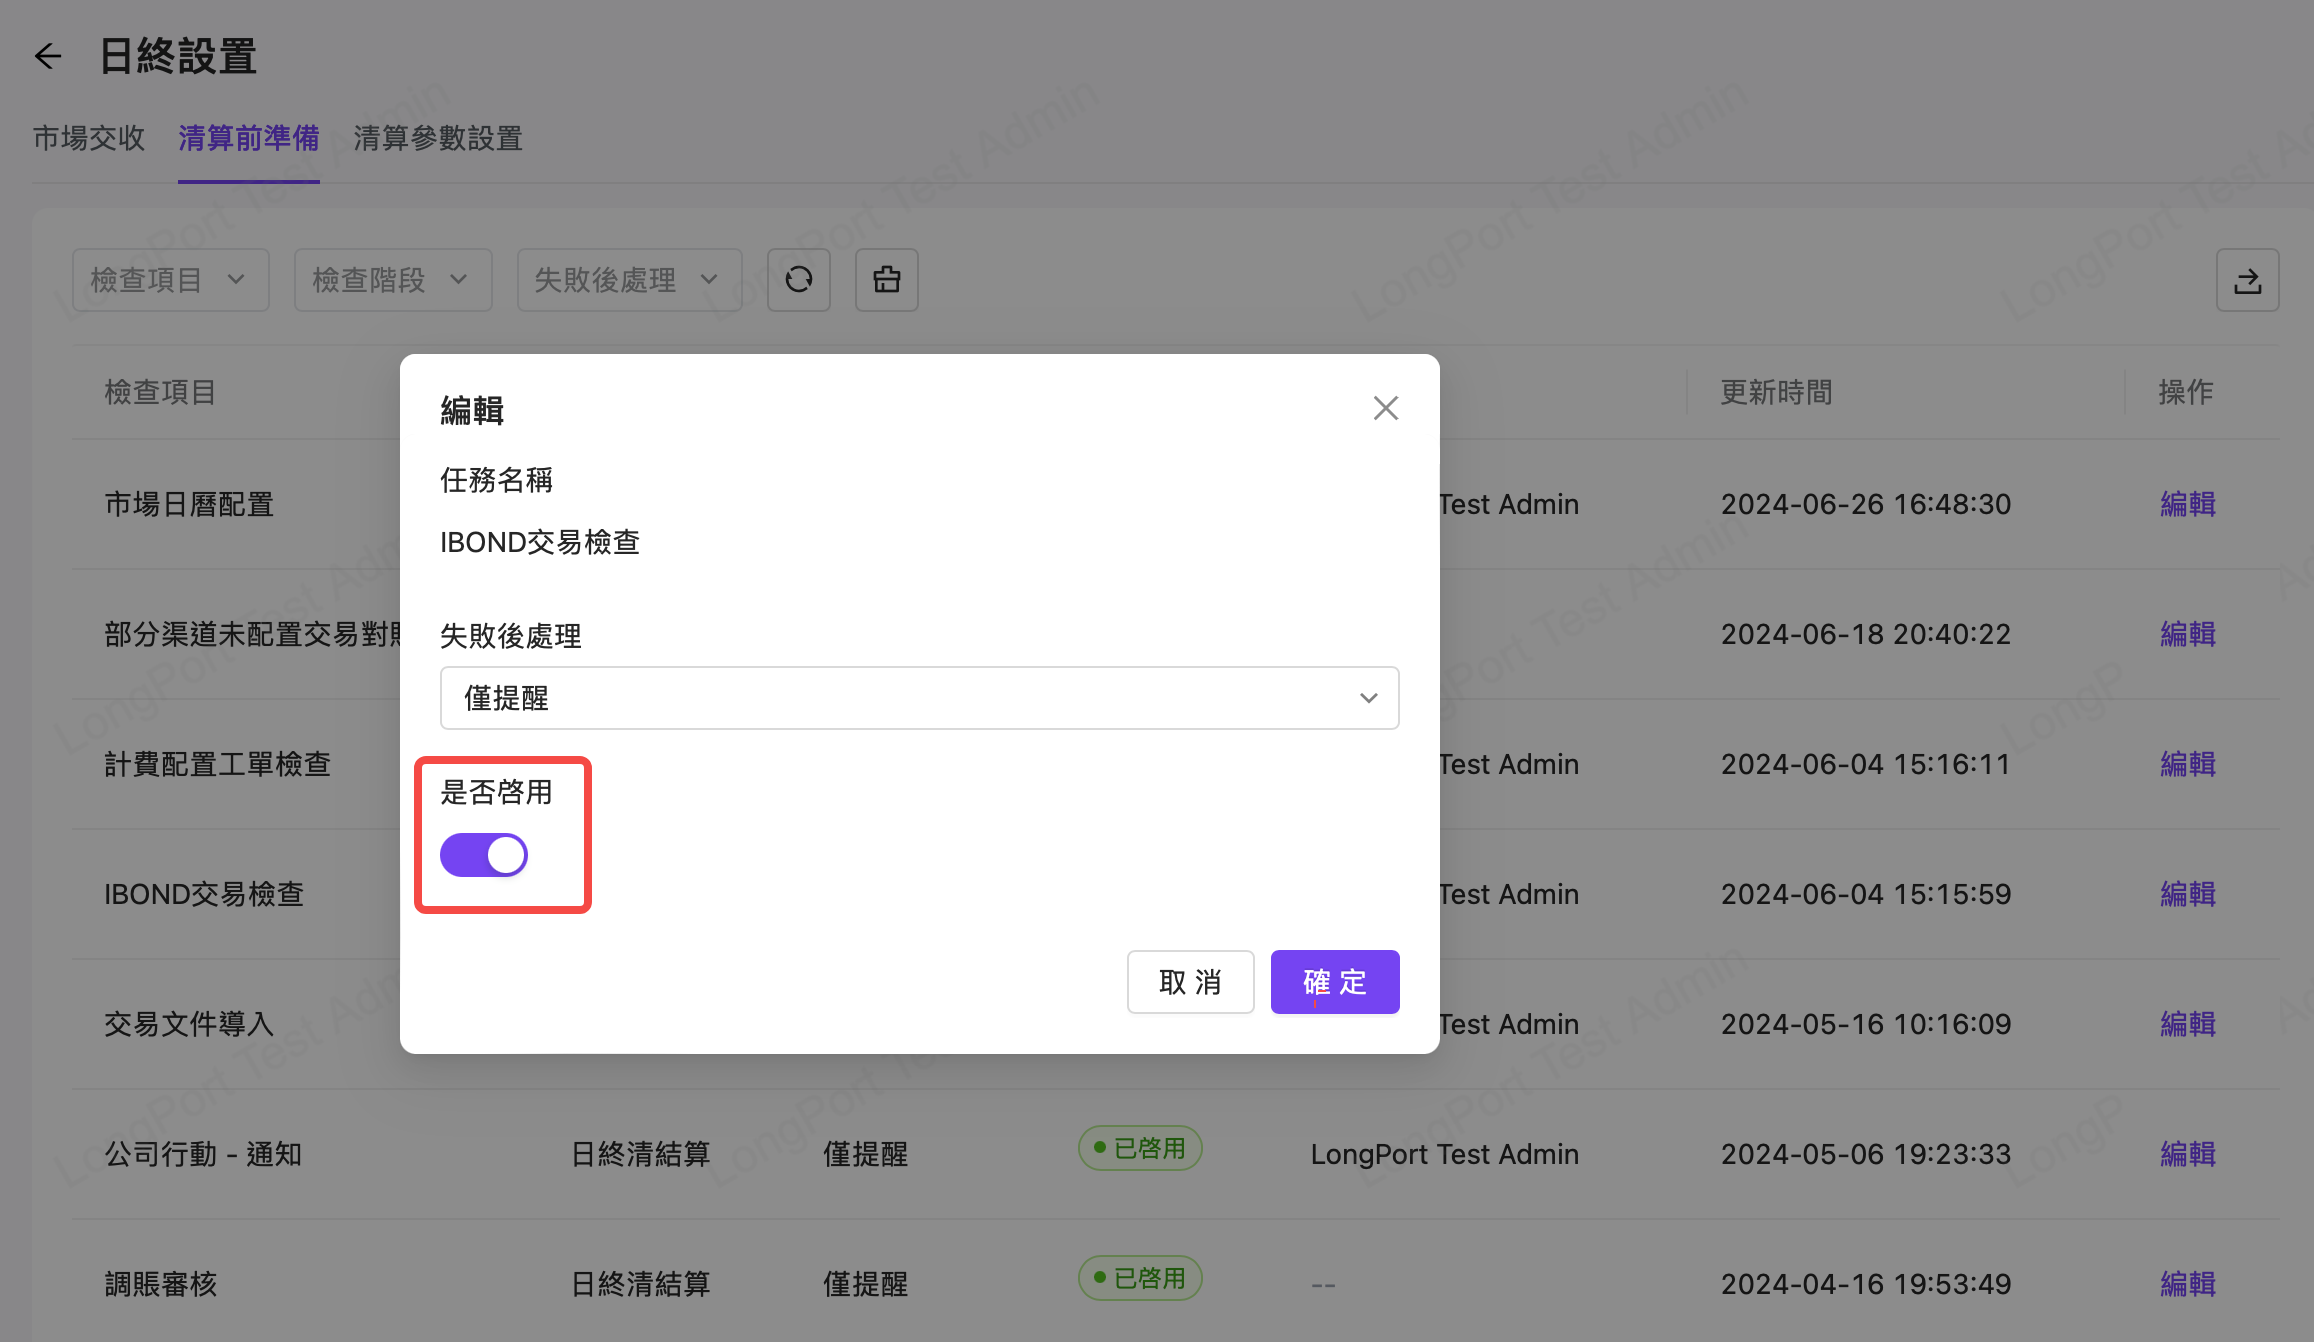 日終設置
市場交收 清算前準備 清算參數設置
檢查項目 檢查階段 失敗後處理
檢查項目 更新時間 操作
編輯
任務名稱
IBOND交易檢查
失敗後處理
僅提醒
是否啓用
取消 確定
市場日曆配置 Test Admin 2024-06-26 16:48:30 編輯
部分渠道未配置交易對 2024-06-18 20:40:22 編輯
計費配置工單檢查 Test Admin 2024-06-04 15:16:11 編輯
IBOND交易檢查 Test Admin 2024-06-04 15:15:59 編輯
交易文件導入 Test Admin 2024-05-16 10:16:09 編輯
公司行動 - 通知 日終清結算 僅提醒 已啓用 LongPort Test Admin 2024-05-06 19:23:33 編輯
調賬審核 日終清結算 僅提醒 已啓用 -- 2024-04-16 19:53:49 編輯
LongPort Test Admin